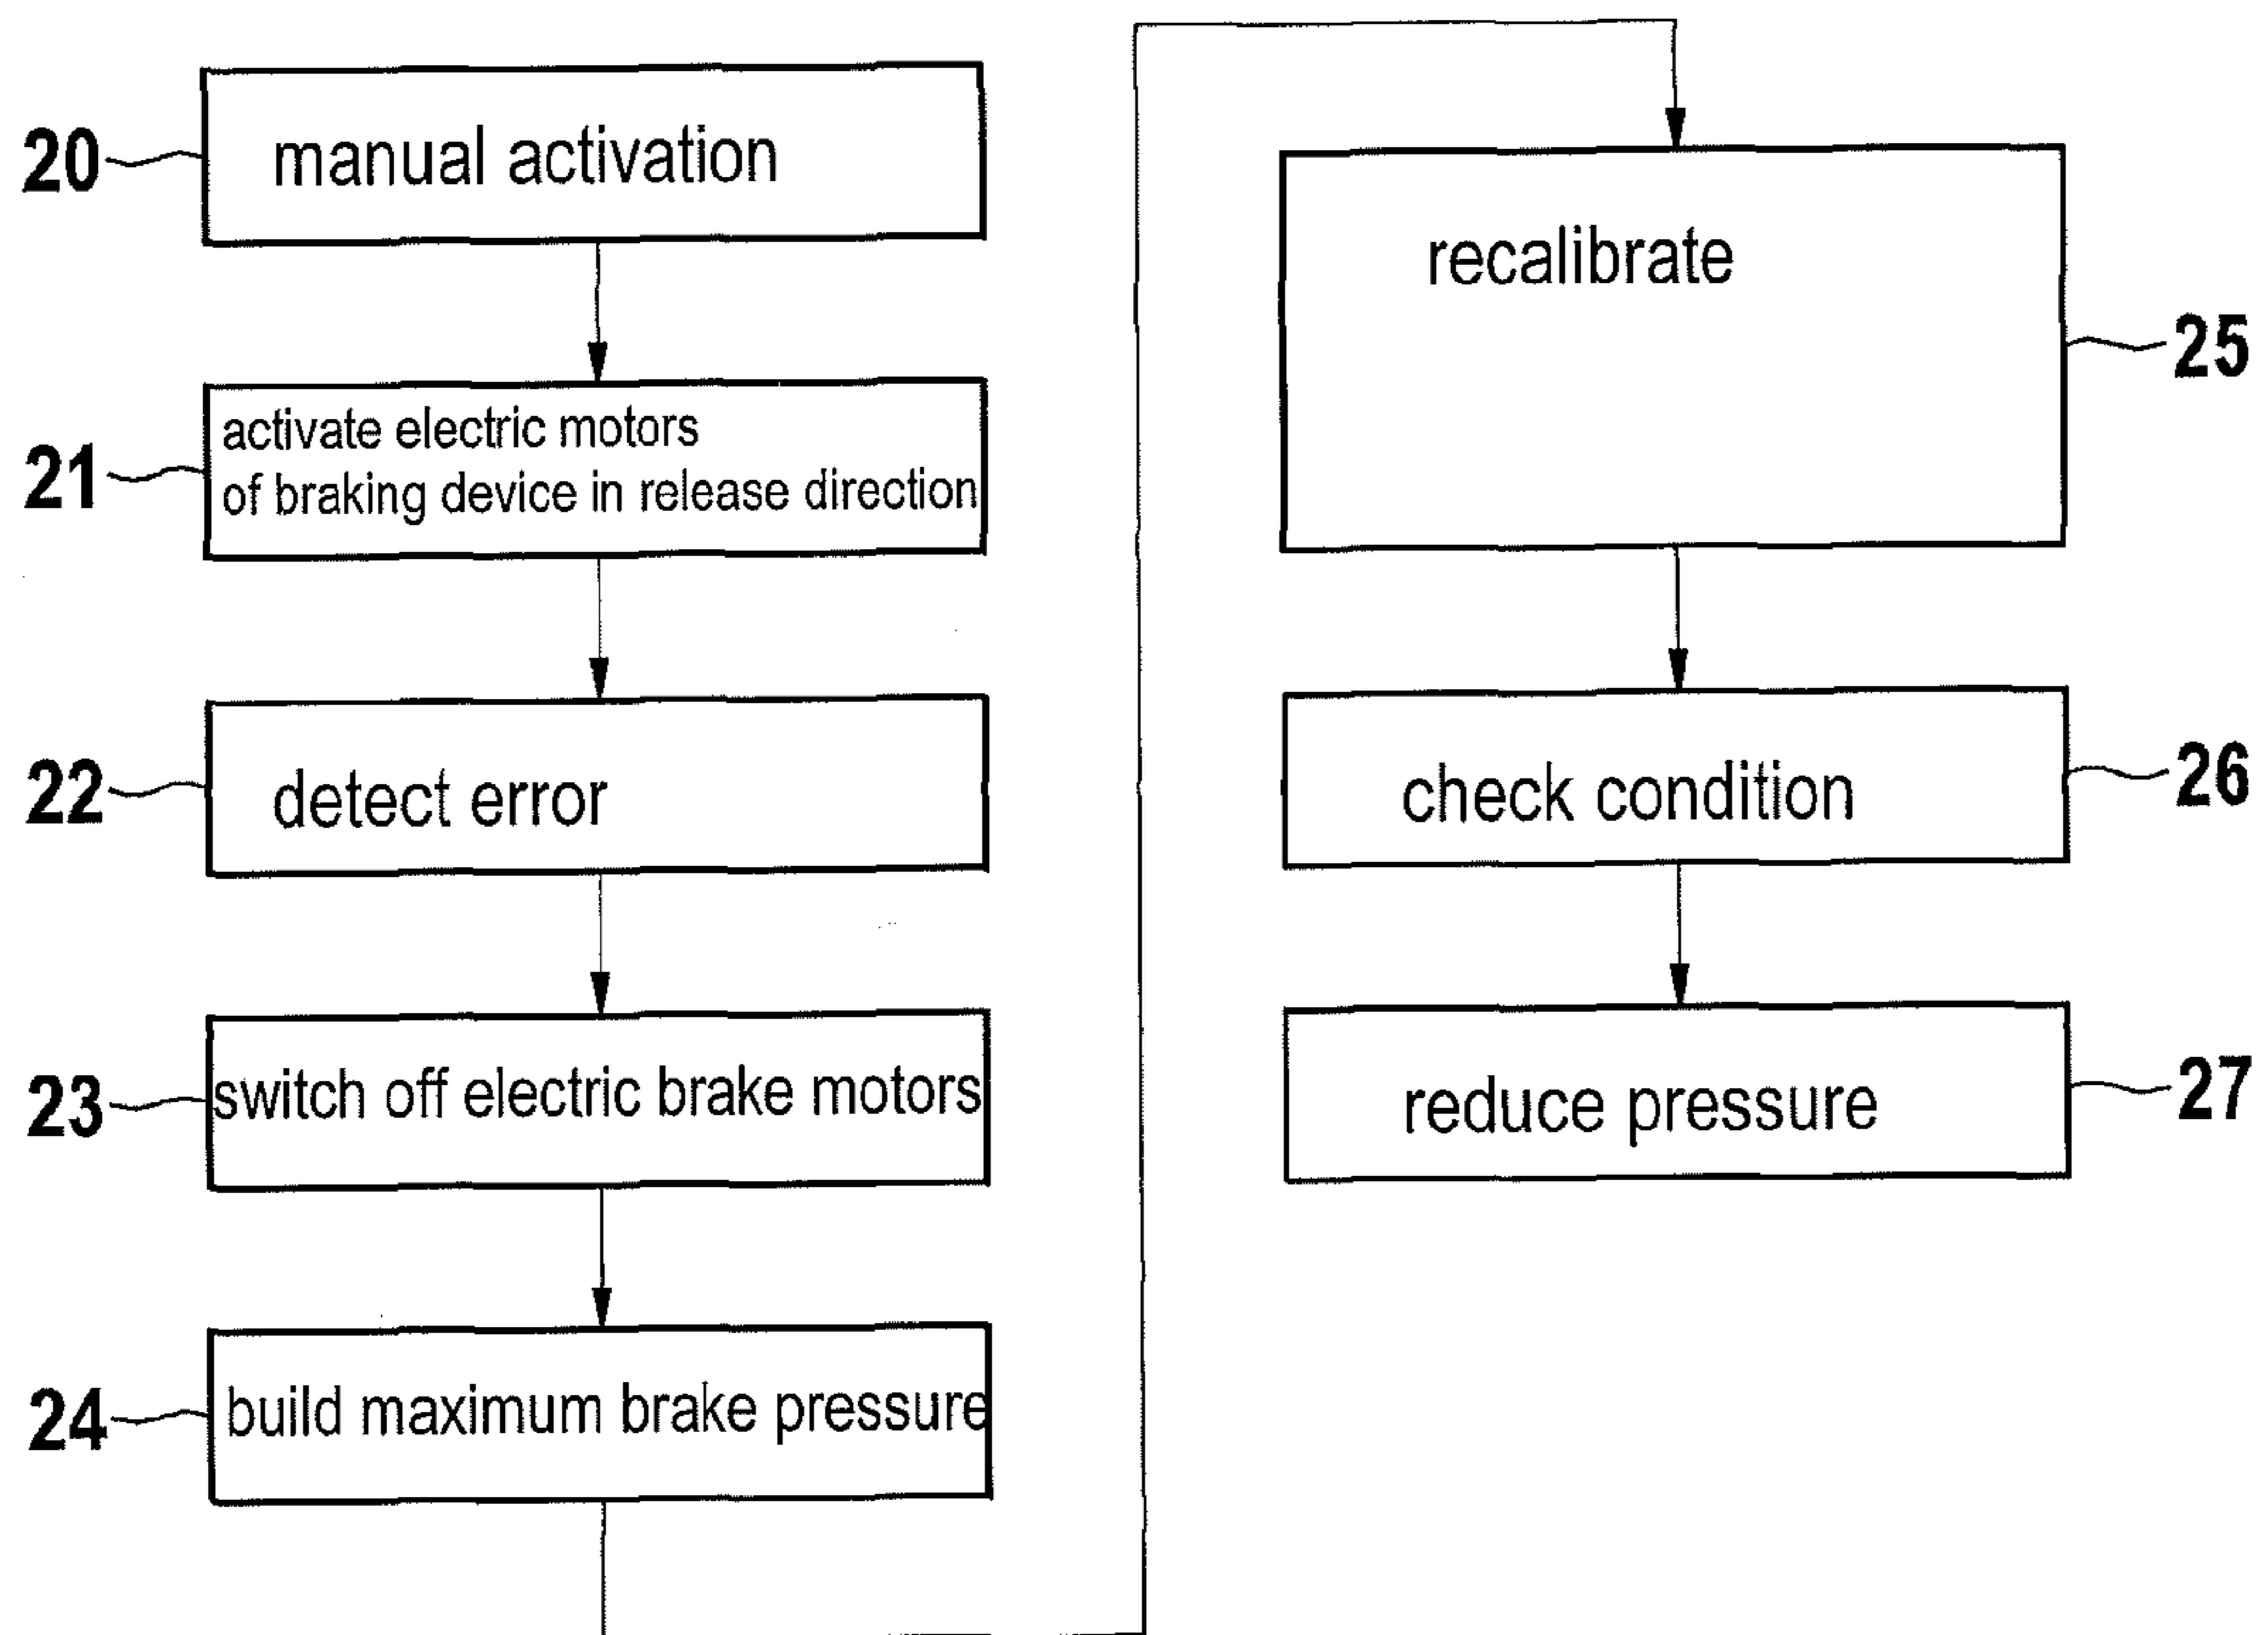 20
manual activation
21
activate electric motors
of braking device in release direction
22
detect error
23
switch off electric brake motors
24
build maximum brake pressure
recalibrate
25
check condition
26
reduce pressure
27